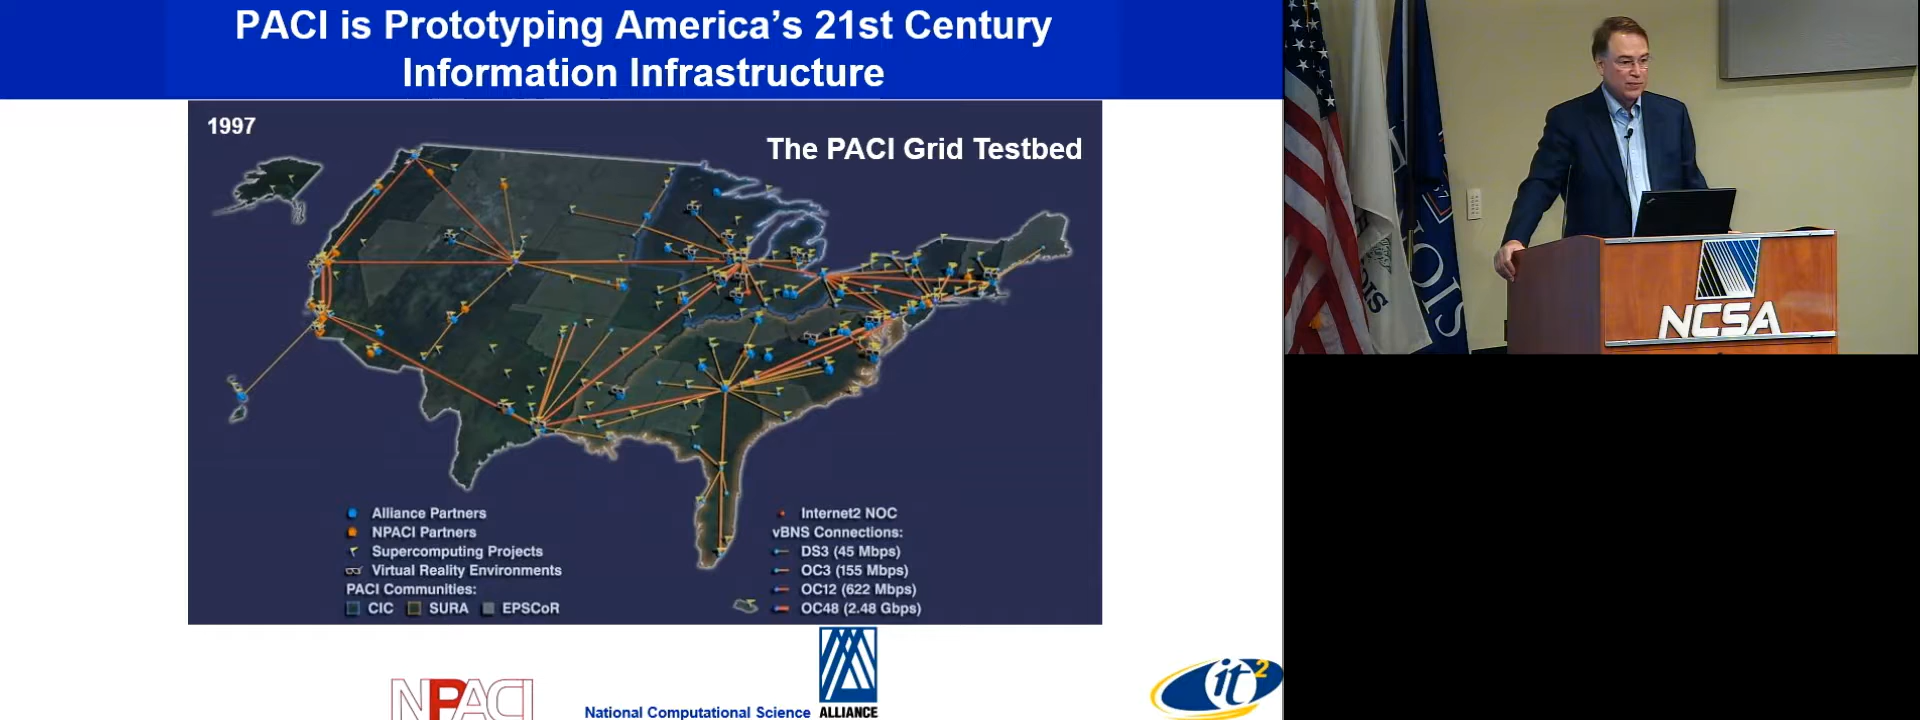 PACI is Prototyping America's 21st Century
Information Infrastructure
1997
The PACI Grid Testbed
Alliance Partners
NPACI Partners
Supercomputing Projects
Virtual Reality Environments
PACI Communities:
CIC SURA EPSCoR
Internet2 NOC
vBNS Connections:
DS3 (45 Mbps)
OC3 (155 Mbps)
OC12 (622 Mbps)
OC48 (2.48 Gbps)
NPACI
National Computational Science ALLIANCE
it2
NCSA